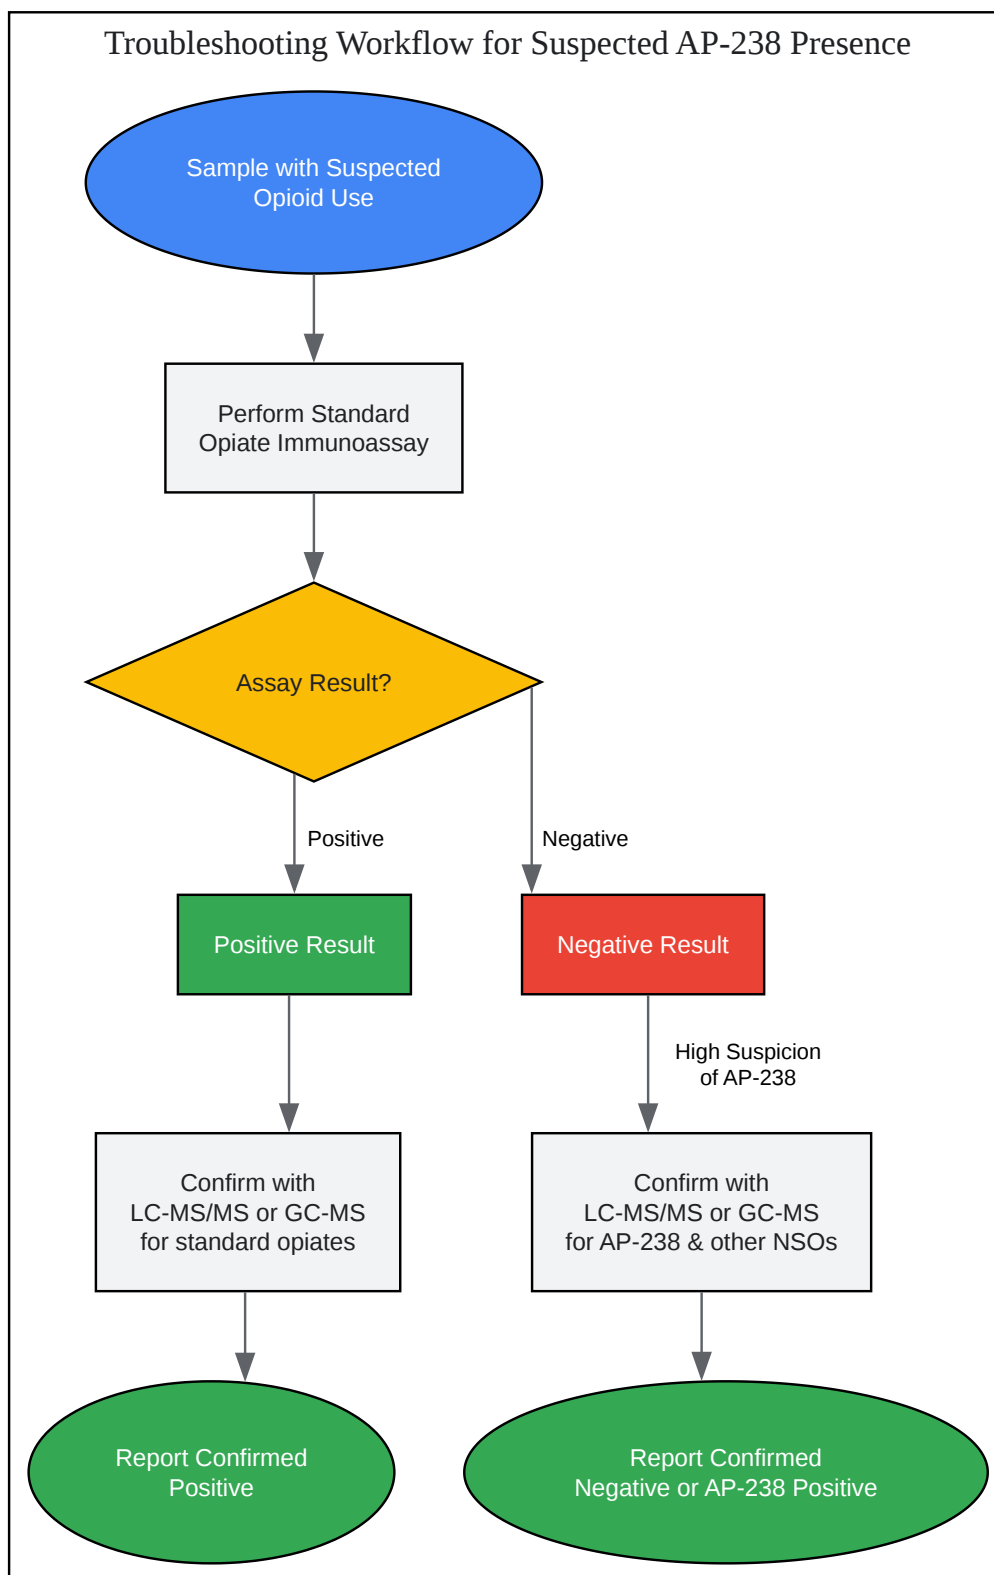 Troubleshooting Workflow for Suspected AP-238 Presence
Sample with Suspected
Opioid Use
Perform Standard
Opiate Immunoassay
Assay Result?
Positive
Negative
Positive Result
Negative Result
High Suspicion
of AP-238
Confirm with
LC-MS/MS or GC-MS
for standard opiates
Confirm with
LC-MS/MS or GC-MS
for AP-238 & other NSOs
Report Confirmed
Positive
Report Confirmed
Negative or AP-238 Positive